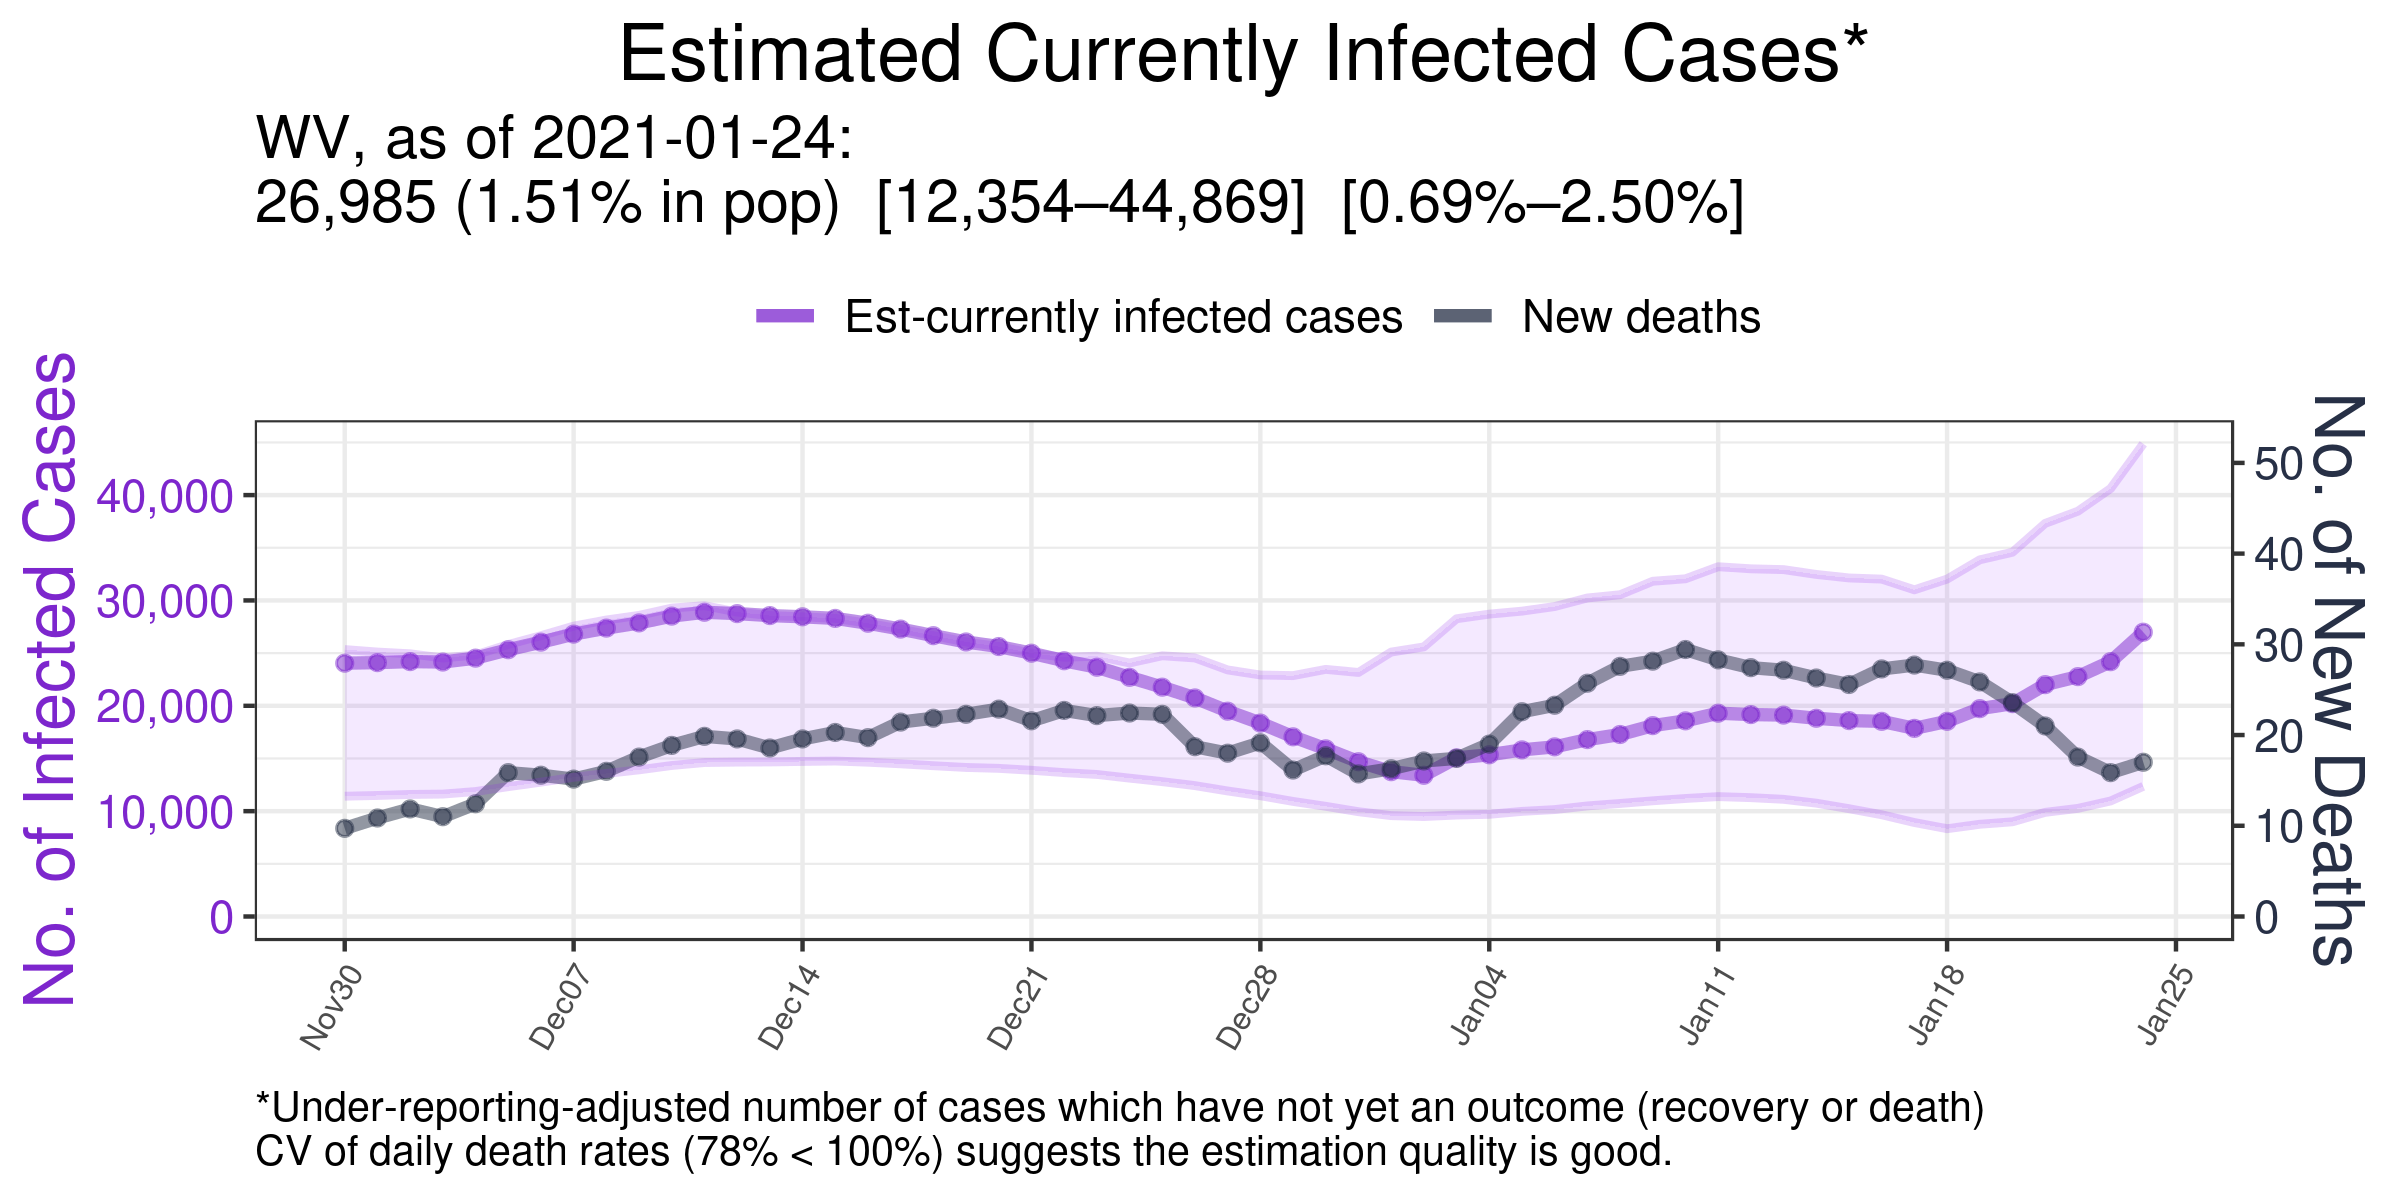 Estimated Currently Infected Cases*
WV, as of 2021-01-24:
26,985 (1.51% in pop) [12,354–44,869] [0.69%–2.50%]
Est-currently infected cases New deaths
No. of Infected Cases
40,000
30,000
20,000
10,000
0
50
40
30
20
10
0
No. of New Deaths
Nov30 Dec07 Dec14 Dec21 Dec28 Jan04 Jan11 Jan18 Jan25
*Under-reporting-adjusted number of cases which have not yet an outcome (recovery or death)
CV of daily death rates (78% < 100%) suggests the estimation quality is good.